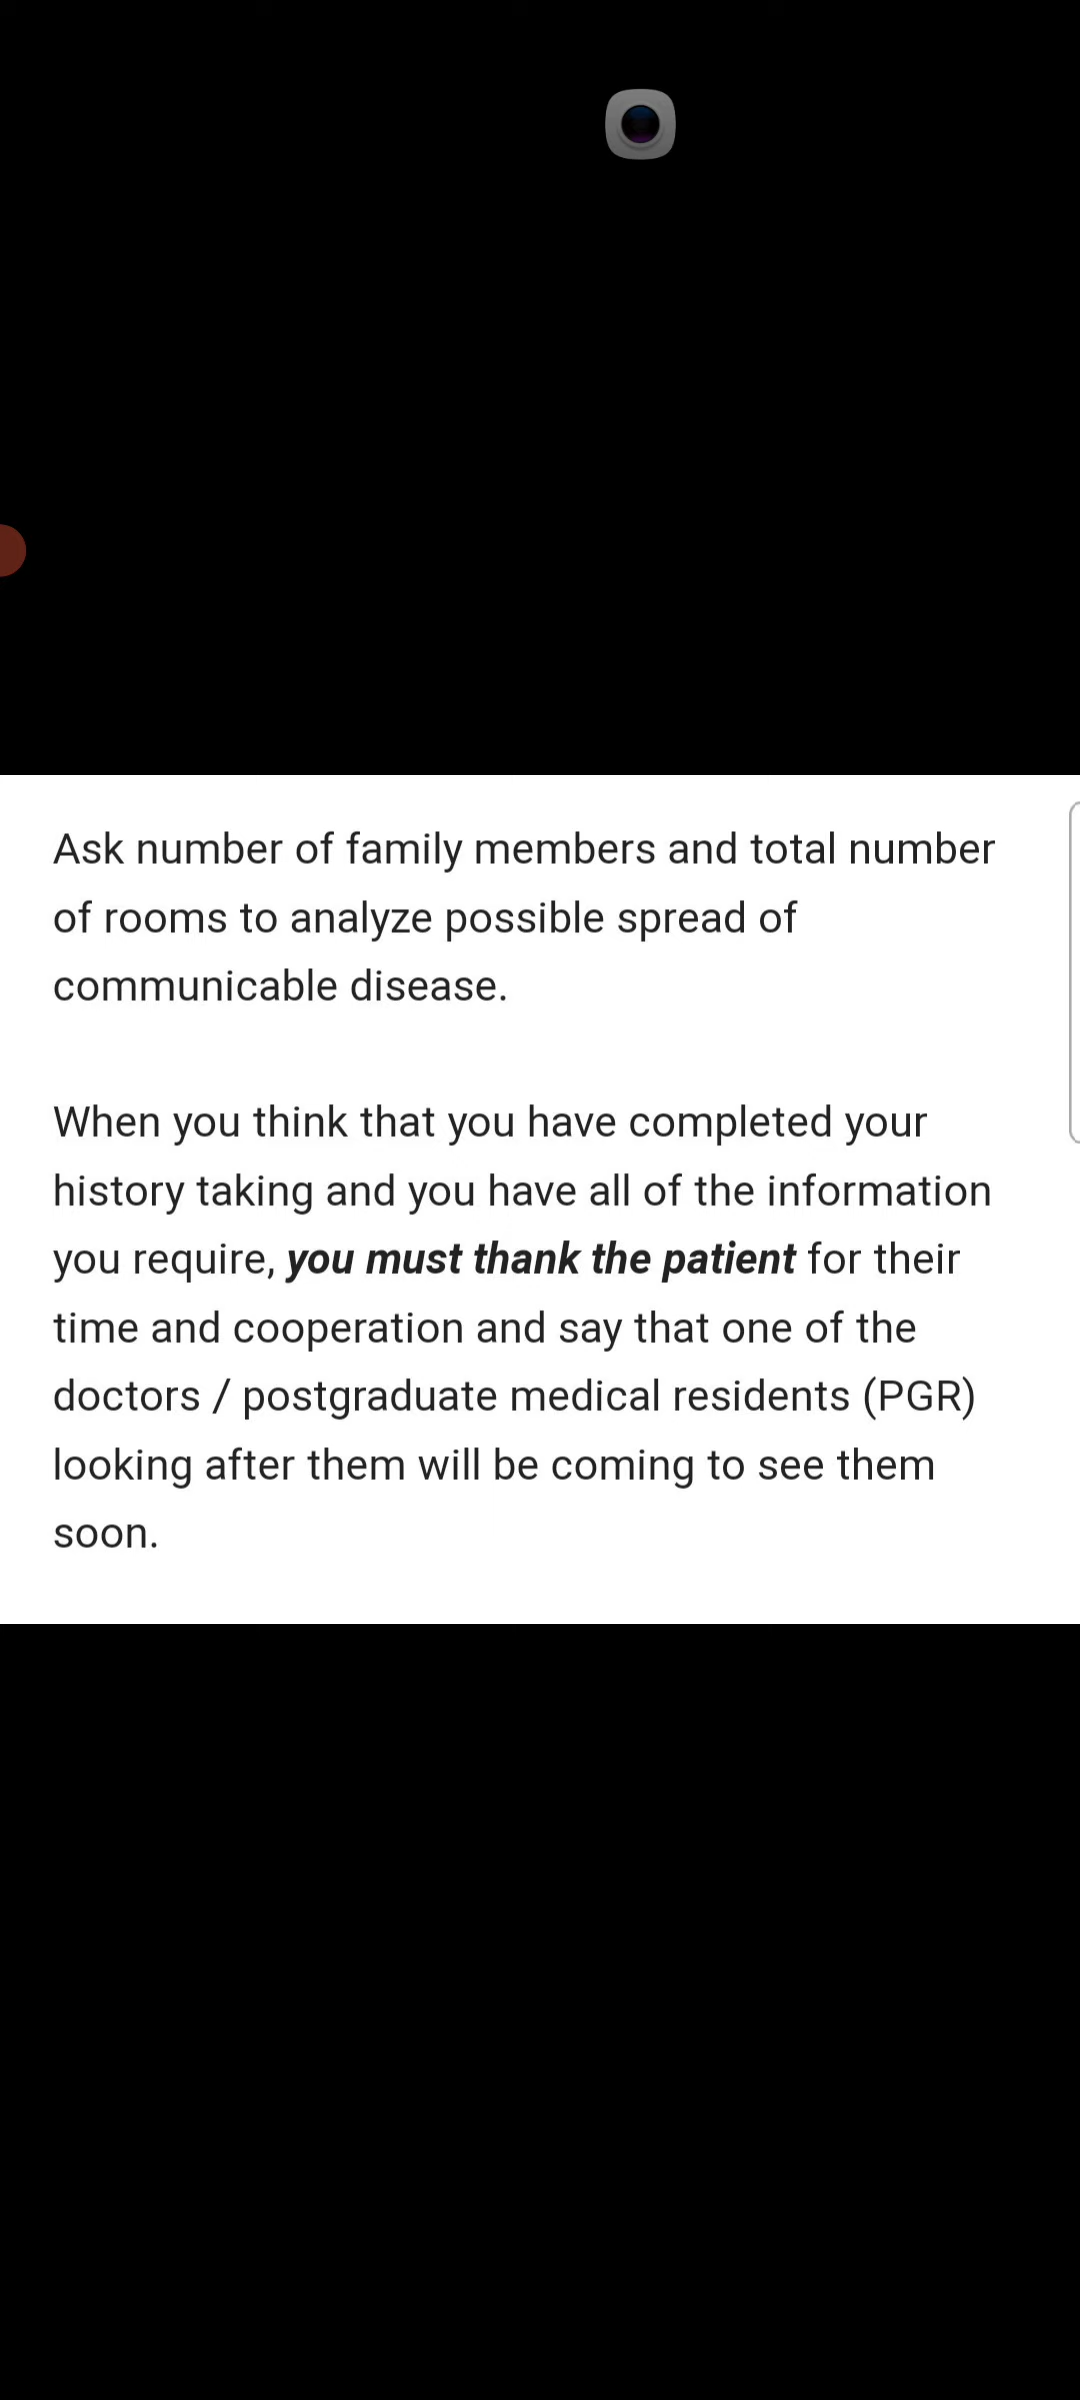 Ask number of family members and total number
of rooms to analyze possible spread of
communicable disease.
When you think that you have completed your
history taking and you have all of the information
you require, you must thank the patient for their
time and cooperation and say that one of the
doctors / postgraduate medical residents (PGR)
looking after them will be coming to see them
soon.